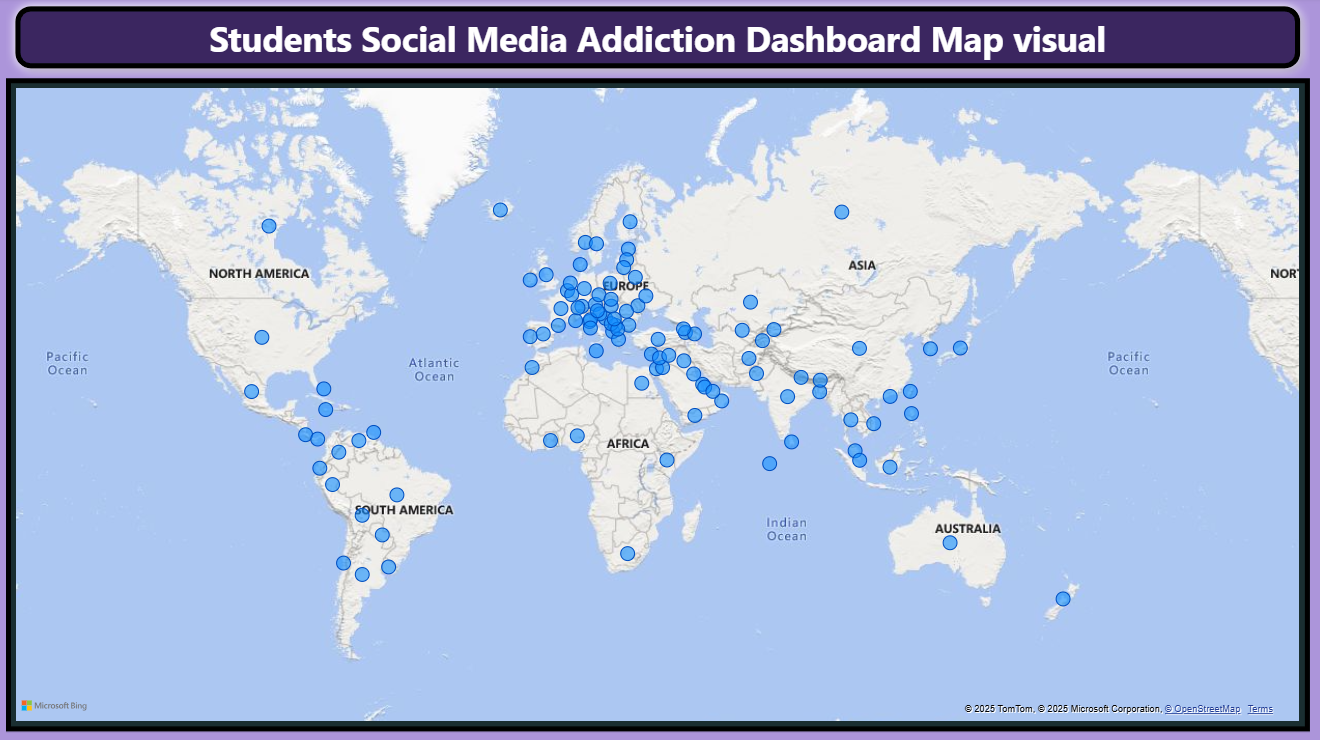 Students Social Media Addiction Dashboard Map visual
NORTH AMERICA
ASIA
NORT
EUROPE
Pacific
Ocean
Atlantic
Ocean
Pacific
Ocean
AFRICA
SOUTH AMERICA
Indian
Ocean
AUSTRALIA
Microsoft Bing
© 2025 TomTom, © 2025 Microsoft Corporation, © OpenStreetMap Terms